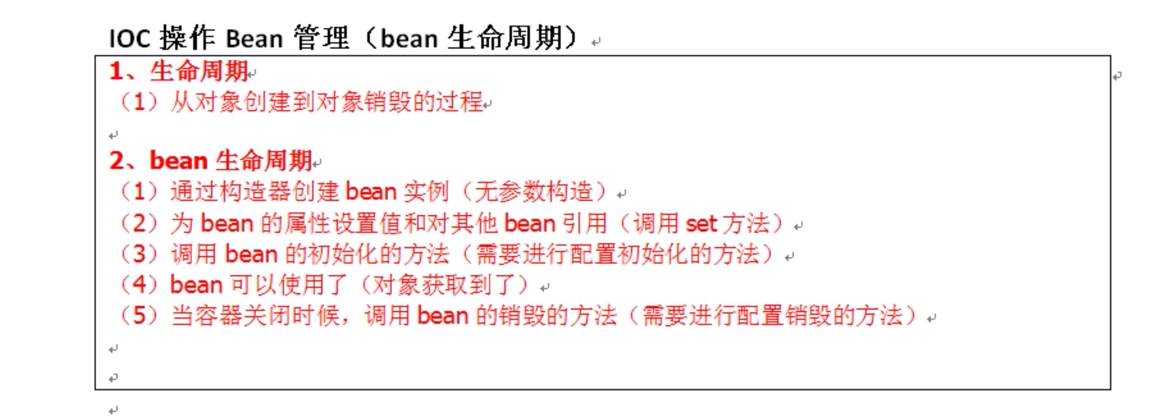 IOC 操作 Bean 管理（bean 生命周期）
1、生命周期
（1）从对象创建到对象销毁的过程
2、bean 生命周期
（1）通过构造器创建 bean 实例（无参数构造）
（2）为 bean 的属性设置值和对其他 bean 引用（调用 set 方法）
（3）调用 bean 的初始化的方法（需要进行配置初始化的方法）
（4）bean 可以使用了（对象获取到了）
（5）当容器关闭时候，调用 bean 的销毁的方法（需要进行配置销毁的方法）